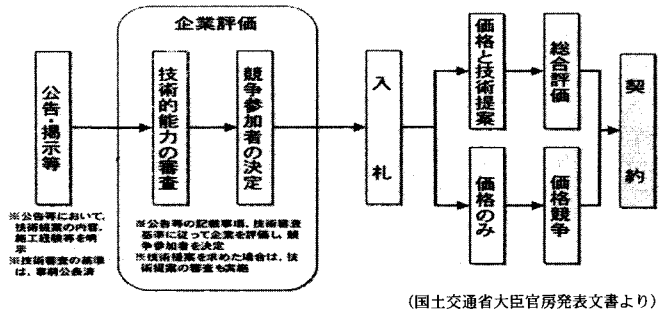 企業評価
公告・掲示等
技術的能力の審査
競争参加者の決定
入札
価格と技術提案
総合評価
価格のみ
価格競争
契約
※公告等において、
技術提案の内容、
施工経験等を明
示
※技術審査の基準
は、事前公表済
※公告等の記載事項、技術審査
基準に従って企業を評価し、競
争参加者を決定
※技術提案を求めた場合は、技
術提案の審査も実施
(国土交通省大臣官房発表文書より)